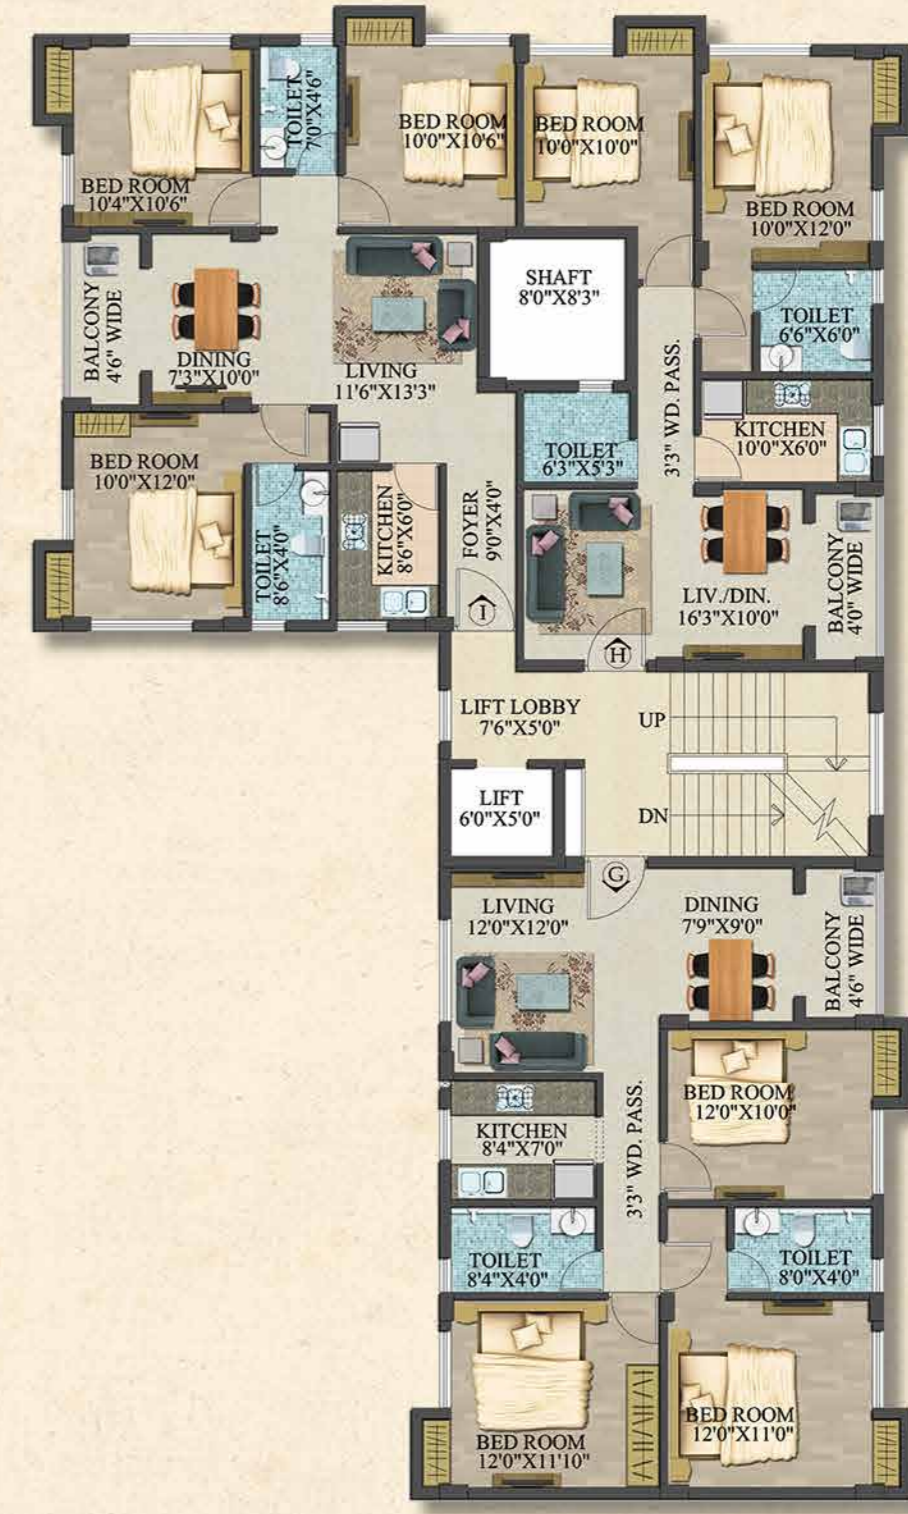 BED ROOM
10'4"X10'6"
TOILET
7'0"X4'6"
BED ROOM
10'0"X10'6"
BED ROOM
10'0"X10'0"
BED ROOM
10'0"X12'0"
BALCONY
4'6" WIDE
DINING
7'3"X10'0"
LIVING
11'6"X13'3"
SHAFT
8'0"X8'3"
TOILET
6'6"X6'0"
3'3" WD. PASS.
KITCHEN
10'0"X6'0"
TOILET
6'3"X5'3"
BED ROOM
10'0"X12'0"
TOILET
8'6"X4'0"
KITCHEN
8'6"X6'0"
FOYER
9'0"X4'0"
I
LIV./DIN.
16'3"X10'0"
BALCONY
4'0" WIDE
H
LIFT LOBBY
7'6"X5'0"
UP
LIFT
6'0"X5'0"
DN
G
LIVING
12'0"X12'0"
DINING
7'9"X9'0"
BALCONY
4'6" WIDE
BED ROOM
12'0"X10'0"
KITCHEN
8'4"X7'0"
3'3" WD. PASS.
TOILET
8'4"X4'0"
TOILET
8'0"X4'0"
BED ROOM
12'0"X11'10"
BED ROOM
12'0"X11'0"